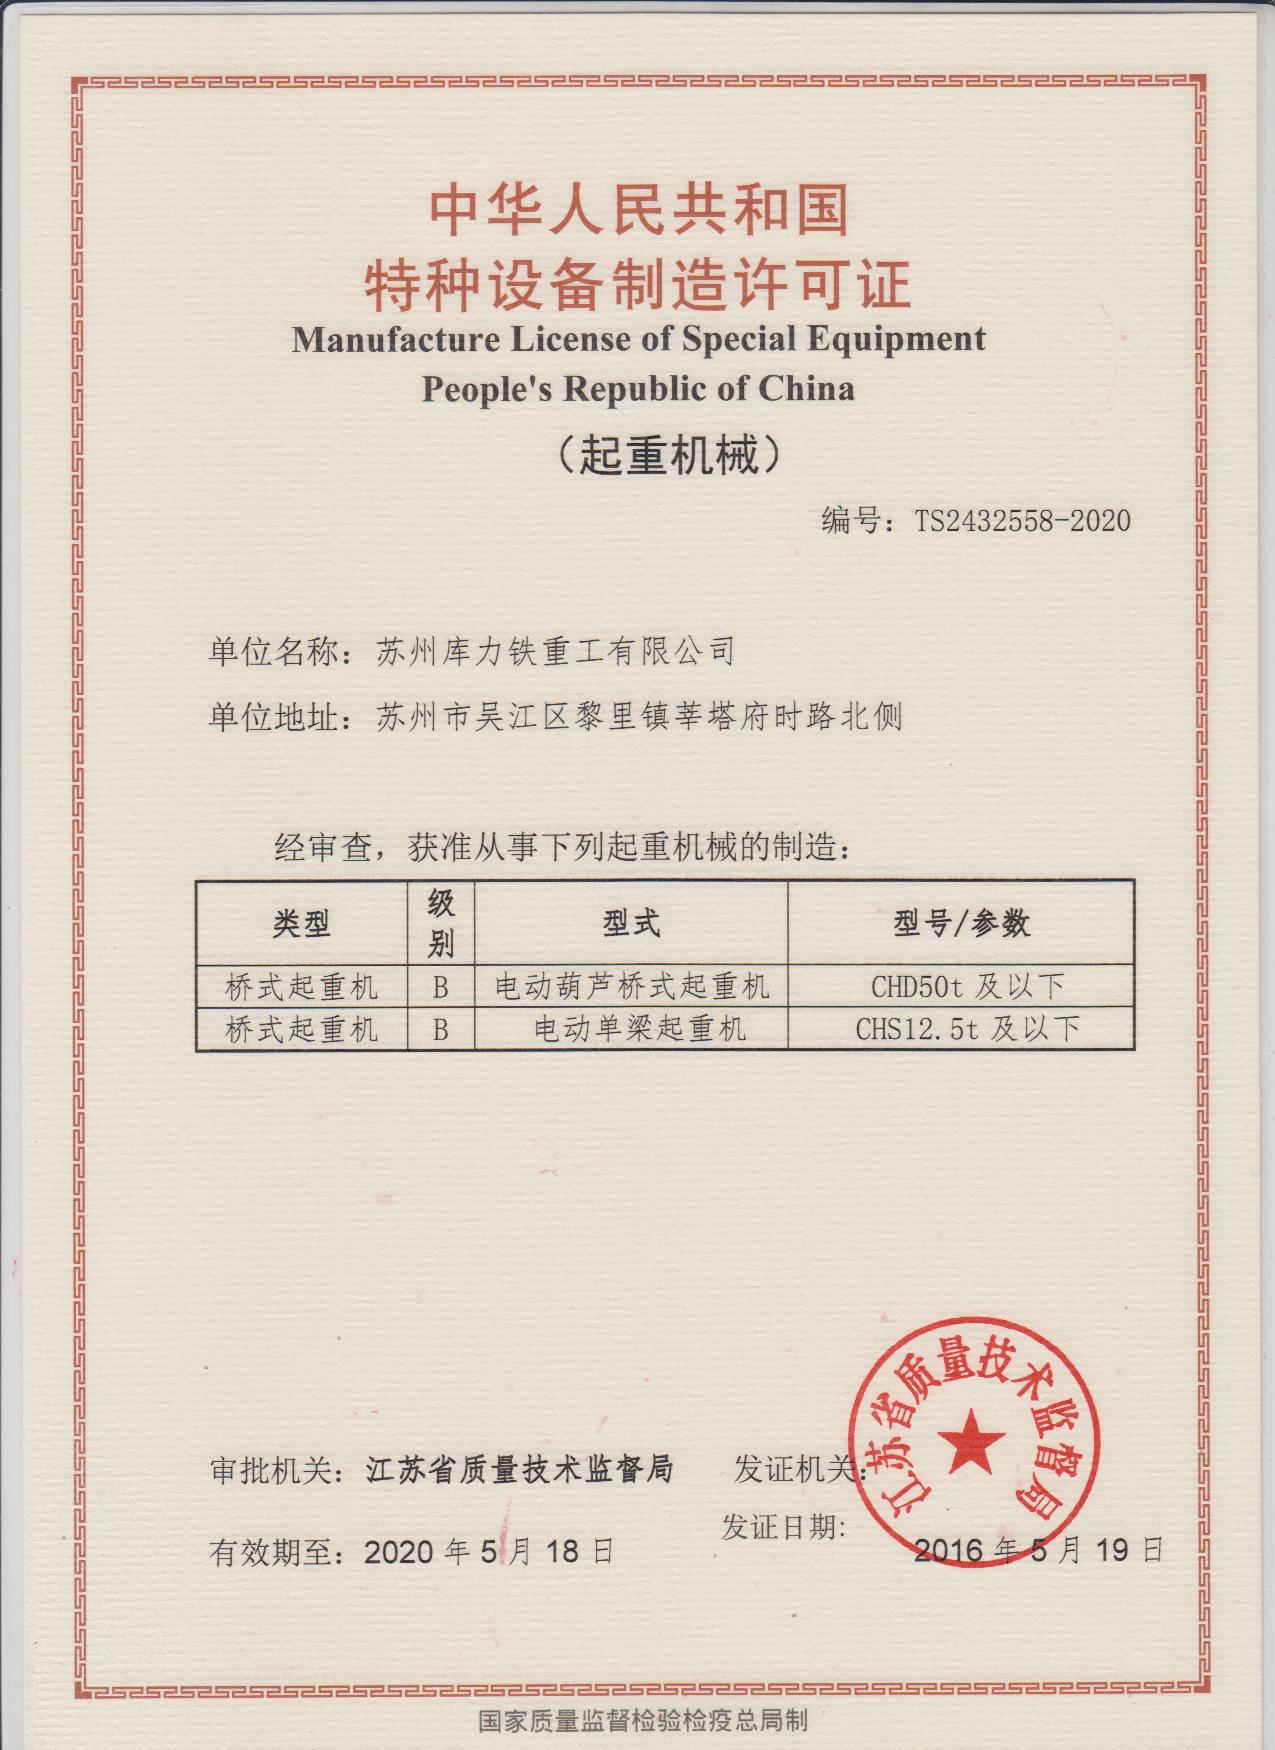 中华人民共和国
特种设备制造许可证
Manufacture License of Special Equipment
People's Republic of China
（起重机械）
编号：TS2432558-2020
单位名称：苏州库力铁重工有限公司
单位地址：苏州市吴江区黎里镇莘塔府时路北侧
经审查，获准从事下列起重机械的制造：
类型 级别 型式 型号/参数
桥式起重机 B 电动葫芦桥式起重机 CHD50t 及以下
桥式起重机 B 电动单梁起重机 CHS12.5t 及以下
江苏省质量技术监督局
审批机关：江苏省质量技术监督局 发证机关：
发证日期:
有效期至：2020 年 5 月 18 日 2016 年 5 月 19 日
国家质量监督检验检疫总局制